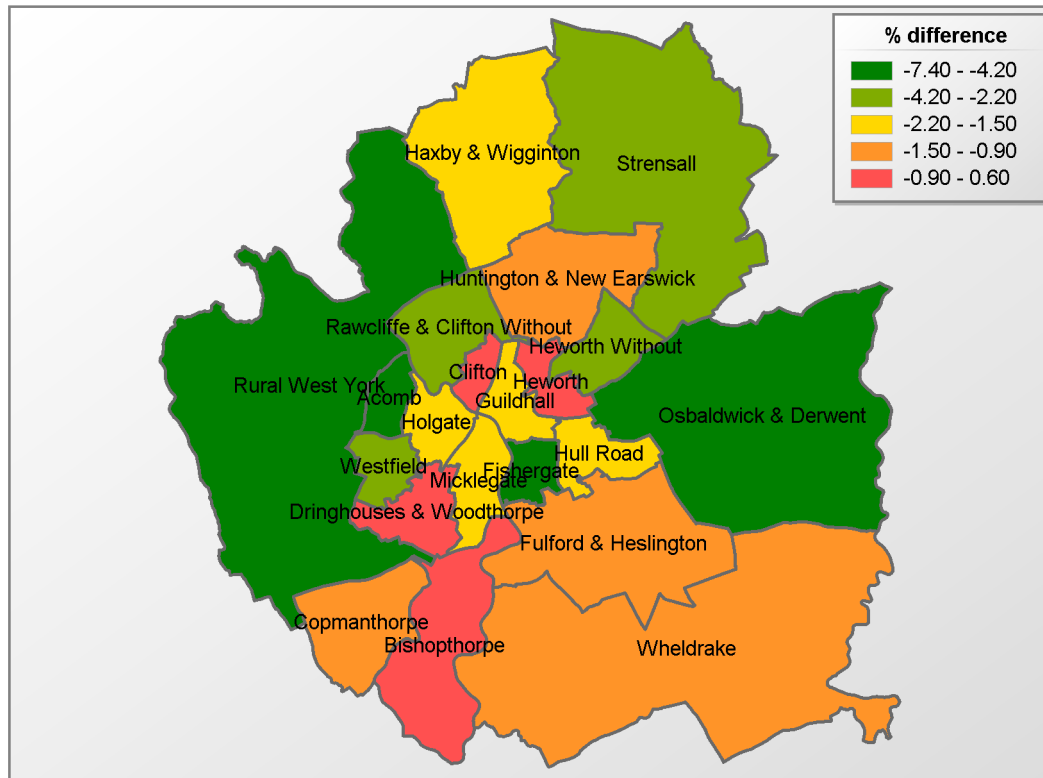 % difference
-7.40 - -4.20
-4.20 - -2.20
-2.20 - -1.50
-1.50 - -0.90
-0.90 - 0.60
Haxby & Wigginton
Strensall
Huntington & New Earswick
Rawcliffe & Clifton Without
Heworth Without
Clifton
Heworth
Rural West York
Acomb
Guildhall
Osbaldwick & Derwent
Holgate
Hull Road
Westfield
Fishergate
Micklegate
Dringhouses & Woodthorpe
Fulford & Heslington
Copmanthorpe
Bishopthorpe
Wheldrake